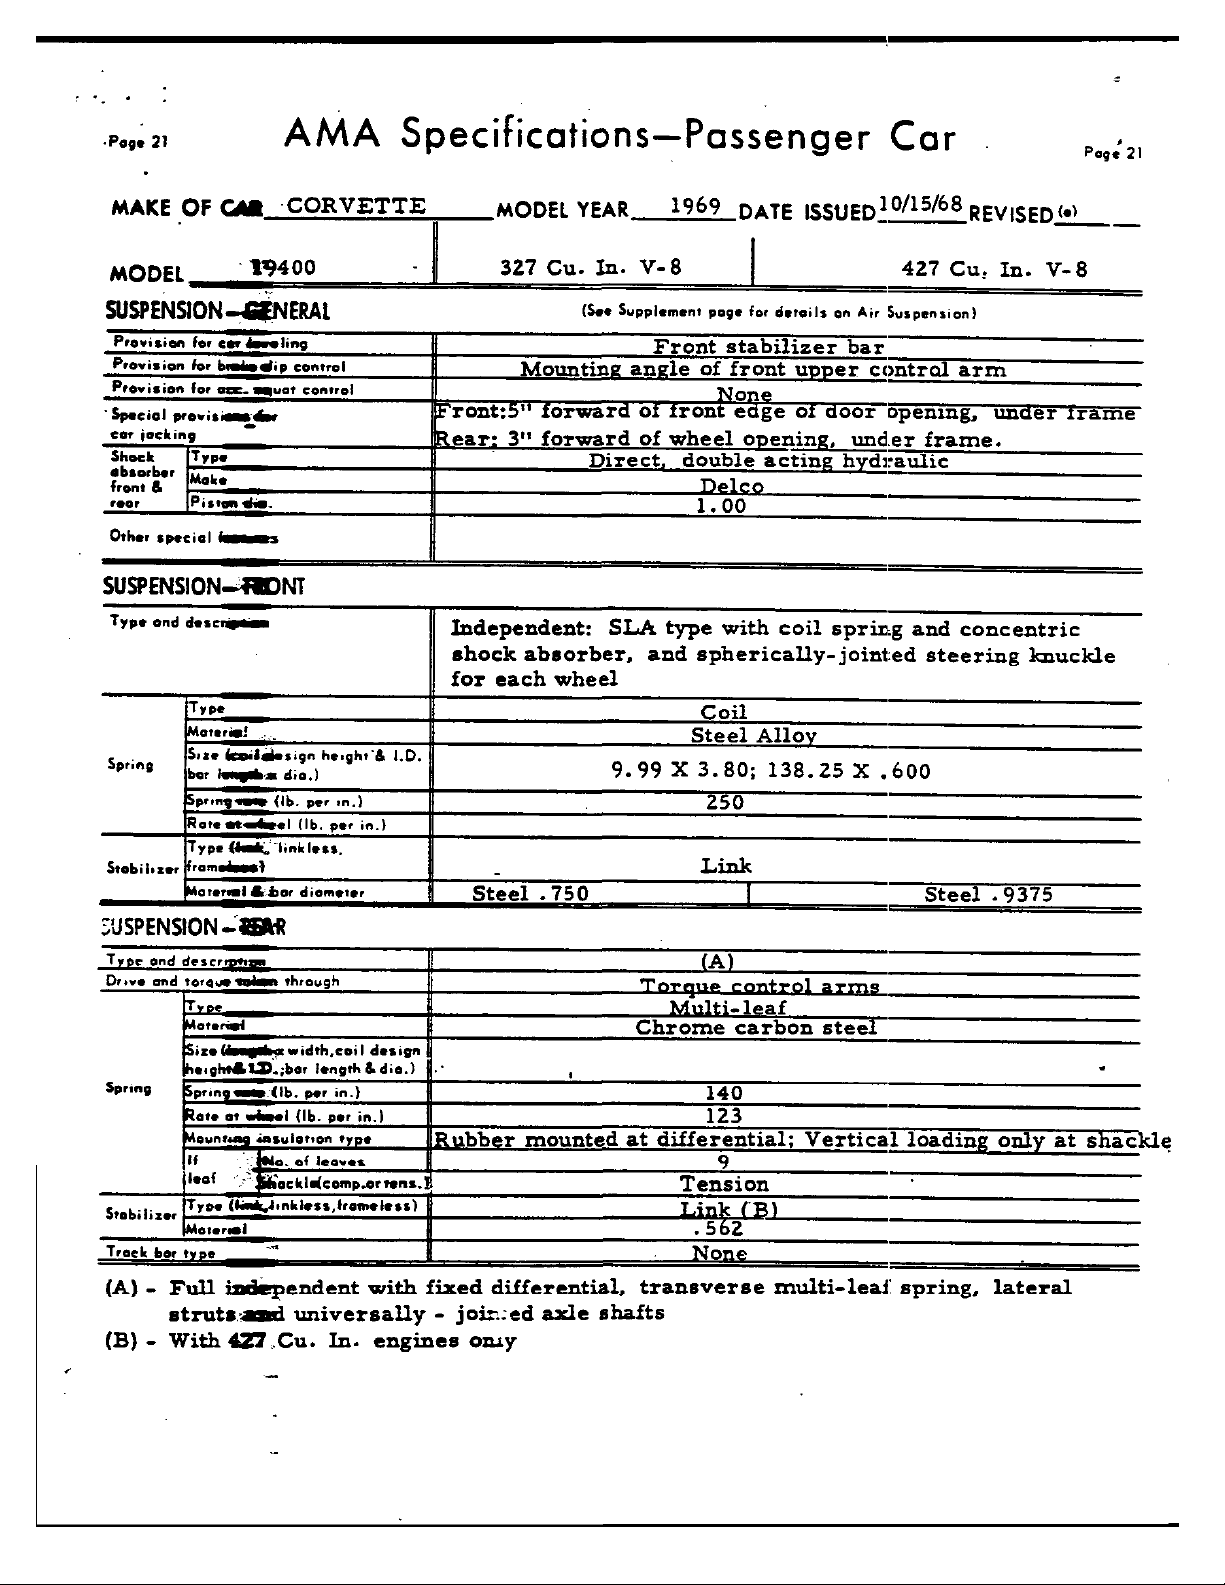 Page 21 AMA Specifications—Passenger Car Page 21
MAKE OF CAR CORVETTE MODEL YEAR 1969 DATE ISSUED 10/15/68 REVISED (•)
MODEL 19400 327 Cu. In. V-8 427 Cu. In. V-8
SUSPENSION—GENERAL (See Supplement page for details on Air Suspension)
Provision for car leveling Front stabilizer bar
Provision for brake dip control Mounting angle of front upper control arm
Provision for acc. squat control None
Special provisions for Front:5" forward of front edge of door opening, under frame
car jacking Rear: 3" forward of wheel opening, under frame.
Shock absorber front & rear Type Direct, double acting hydraulic
Make Delco
Piston dia. 1.00
Other special features
SUSPENSION—FRONT
Type and description Independent: SLA type with coil spring and concentric
shock absorber, and spherically-jointed steering knuckle
for each wheel
Spring Type Coil
Material Steel Alloy
Size (coil design height & I.D.
bar length x dia.) 9.99 X 3.80; 138.25 X .600
Spring rate (lb. per in.) 250
Rate at wheel (lb. per in.)
Stabilizer Type (link, linkless,
frameless) Link
Material & bar diameter Steel .750 Steel .9375
SUSPENSION—REAR
Type and description (A)
Drive and torque taken through Torque control arms
Spring Type Multi-leaf
Material Chrome carbon steel
Size (length x width,coil design
height & I.D.;bar length & dia.)
Spring rate (lb. per in.) 140
Rate at wheel (lb. per in.) 123
Mounting insulation type Rubber mounted at differential; Vertical loading only at shackle
If leaf No. of leaves 9
Shackle(comp.or tens.) Tension
Stabilizer Type (link,linkless,frameless) Link (B)
Material .562
Track bar type None
(A) - Full independent with fixed differential, transverse multi-leaf spring, lateral
struts and universally - jointed axle shafts
(B) - With 427 Cu. In. engines only